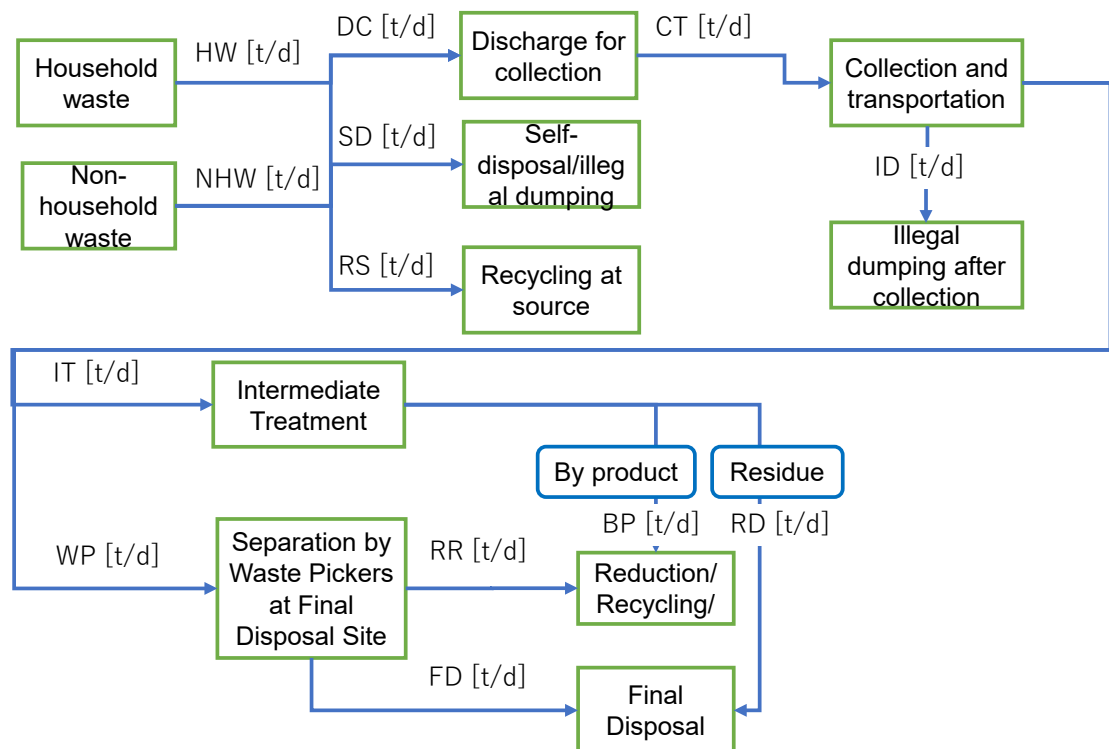 HW [t/d]
DC [t/d]
CT [t/d]
Household
waste
Discharge for
collection
Collection and
transportation
SD [t/d]
Self-
disposal/illeg
al dumping
ID [t/d]
Non-
household
waste
NHW [t/d]
RS [t/d]
Recycling at
source
Illegal
dumping after
collection
IT [t/d]
Intermediate
Treatment
By product
Residue
BP [t/d]
RD [t/d]
WP [t/d]
Separation by
Waste Pickers
at Final
Disposal Site
RR [t/d]
Reduction/
Recycling/
FD [t/d]
Final
Disposal